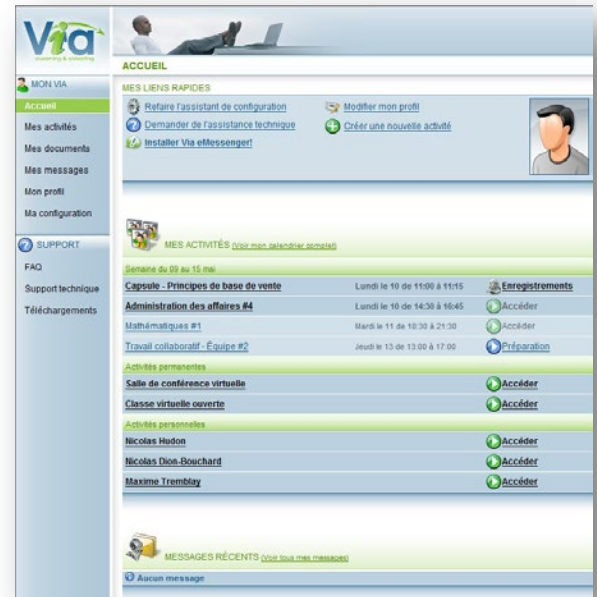 Via
eLearning & eMeeting
ACCUEIL
MON VIA
Accueil
Mes activités
Mes documents
Mes messages
Mon profil
Ma configuration
SUPPORT
FAQ
Support technique
Téléchargements
MES LIENS RAPIDES
Refaire l'assistant de configuration
Modifier mon profil
Demander de l'assistance technique
Créer une nouvelle activité
Installer Via eMessenger!
MES ACTIVITÉS (Voir mon calendrier complet)
Semaine du 09 au 15 mai
Capsule - Principes de base de vente Lundi le 10 de 11:00 à 11:15 Enregistrements
Administration des affaires #4 Lundi le 10 de 14:30 à 16:45 Accéder
Mathématiques #1 Mardi le 11 de 18:30 à 21:30 Accéder
Travail collaboratif - Équipe #2 Jeudi le 13 de 13:00 à 17:00 Préparation
Activités permanentes
Salle de conférence virtuelle Accéder
Classe virtuelle ouverte Accéder
Activités personnelles
Nicolas Hudon Accéder
Nicolas Dion-Bouchard Accéder
Maxime Tremblay Accéder
MESSAGES RÉCENTS (Voir tous mes messages)
Aucun message